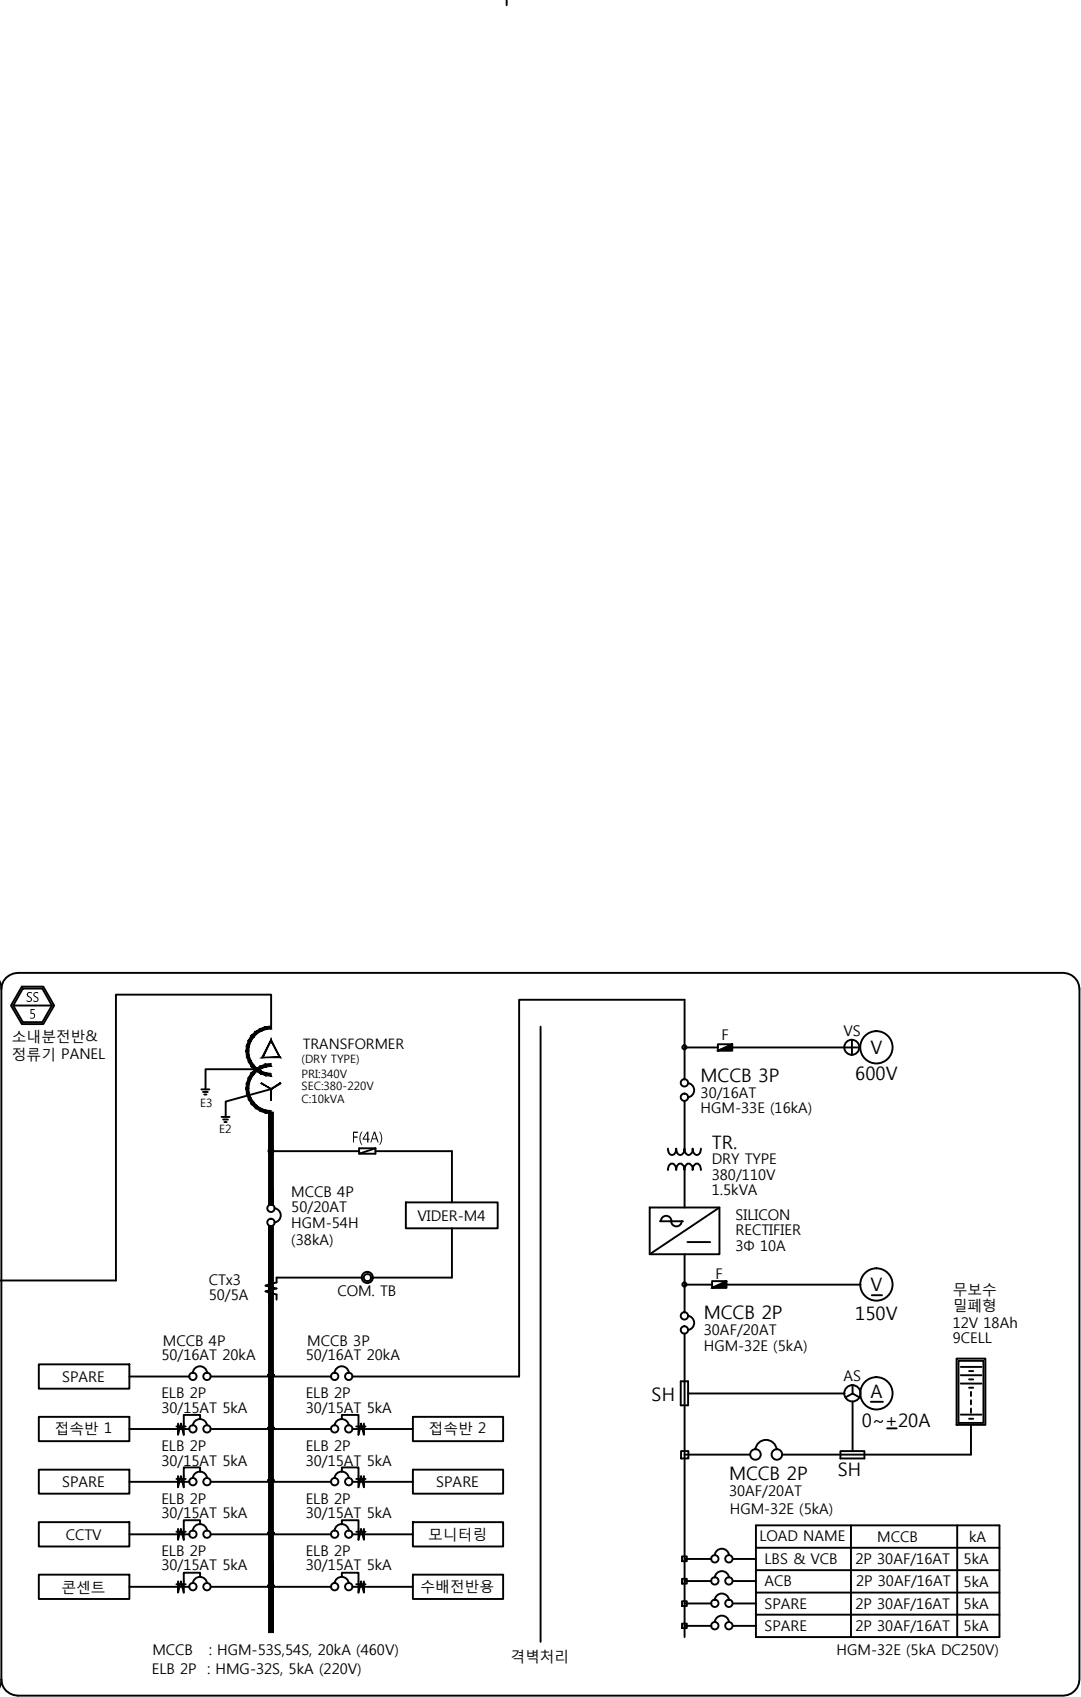 SS
5
소내분전반&
정류기 PANEL
TRANSFORMER
(DRY TYPE)
PRI:340V
SEC:380-220V
C:10kVA
E3
E2
F(4A)
MCCB 4P
50/20AT
HGM-54H
(38kA)
VIDER-M4
CTx3
50/5A
COM. TB
MCCB 4P
50/16AT 20kA
MCCB 3P
50/16AT 20kA
SPARE
ELB 2P
30/15AT 5kA
ELB 2P
30/15AT 5kA
접속반 1
접속반 2
ELB 2P
30/15AT 5kA
ELB 2P
30/15AT 5kA
SPARE
SPARE
ELB 2P
30/15AT 5kA
ELB 2P
30/15AT 5kA
CCTV
모니터링
ELB 2P
30/15AT 5kA
ELB 2P
30/15AT 5kA
콘센트
수배전반용
MCCB : HGM-53S,54S, 20kA (460V)
ELB 2P : HMG-32S, 5kA (220V)
격벽처리
F
VS
V
600V
MCCB 3P
30/16AT
HGM-33E (16kA)
TR.
DRY TYPE
380/110V
1.5kVA
SILICON
RECTIFIER
3Φ 10A
F
V
150V
MCCB 2P
30AF/20AT
HGM-32E (5kA)
무보수
밀폐형
12V 18Ah
9CELL
SH
AS
A
0~±20A
SH
MCCB 2P
30AF/20AT
HGM-32E (5kA)
LOAD NAME MCCB kA
LBS & VCB 2P 30AF/16AT 5kA
ACB 2P 30AF/16AT 5kA
SPARE 2P 30AF/16AT 5kA
SPARE 2P 30AF/16AT 5kA
HGM-32E (5kA DC250V)